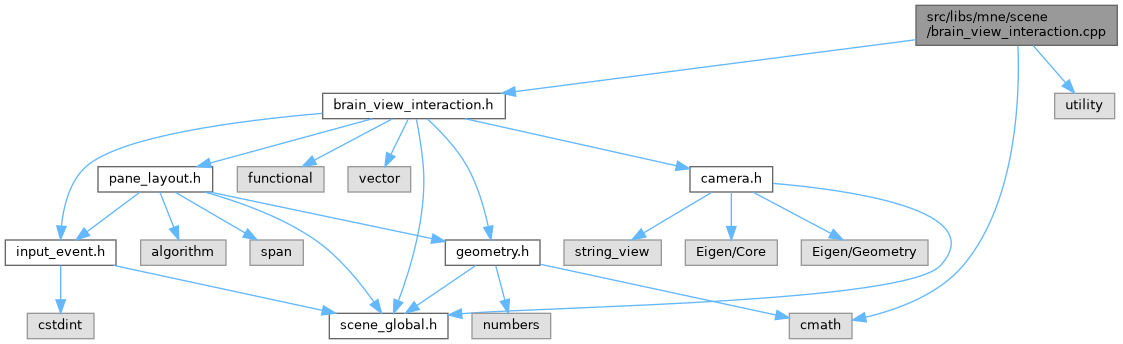 src/libs/mne/scene
/brain_view_interaction.cpp
brain_view_interaction.h
utility
pane_layout.h
functional
vector
camera.h
input_event.h
algorithm
span
geometry.h
string_view
Eigen/Core
Eigen/Geometry
cstdint
scene_global.h
numbers
cmath